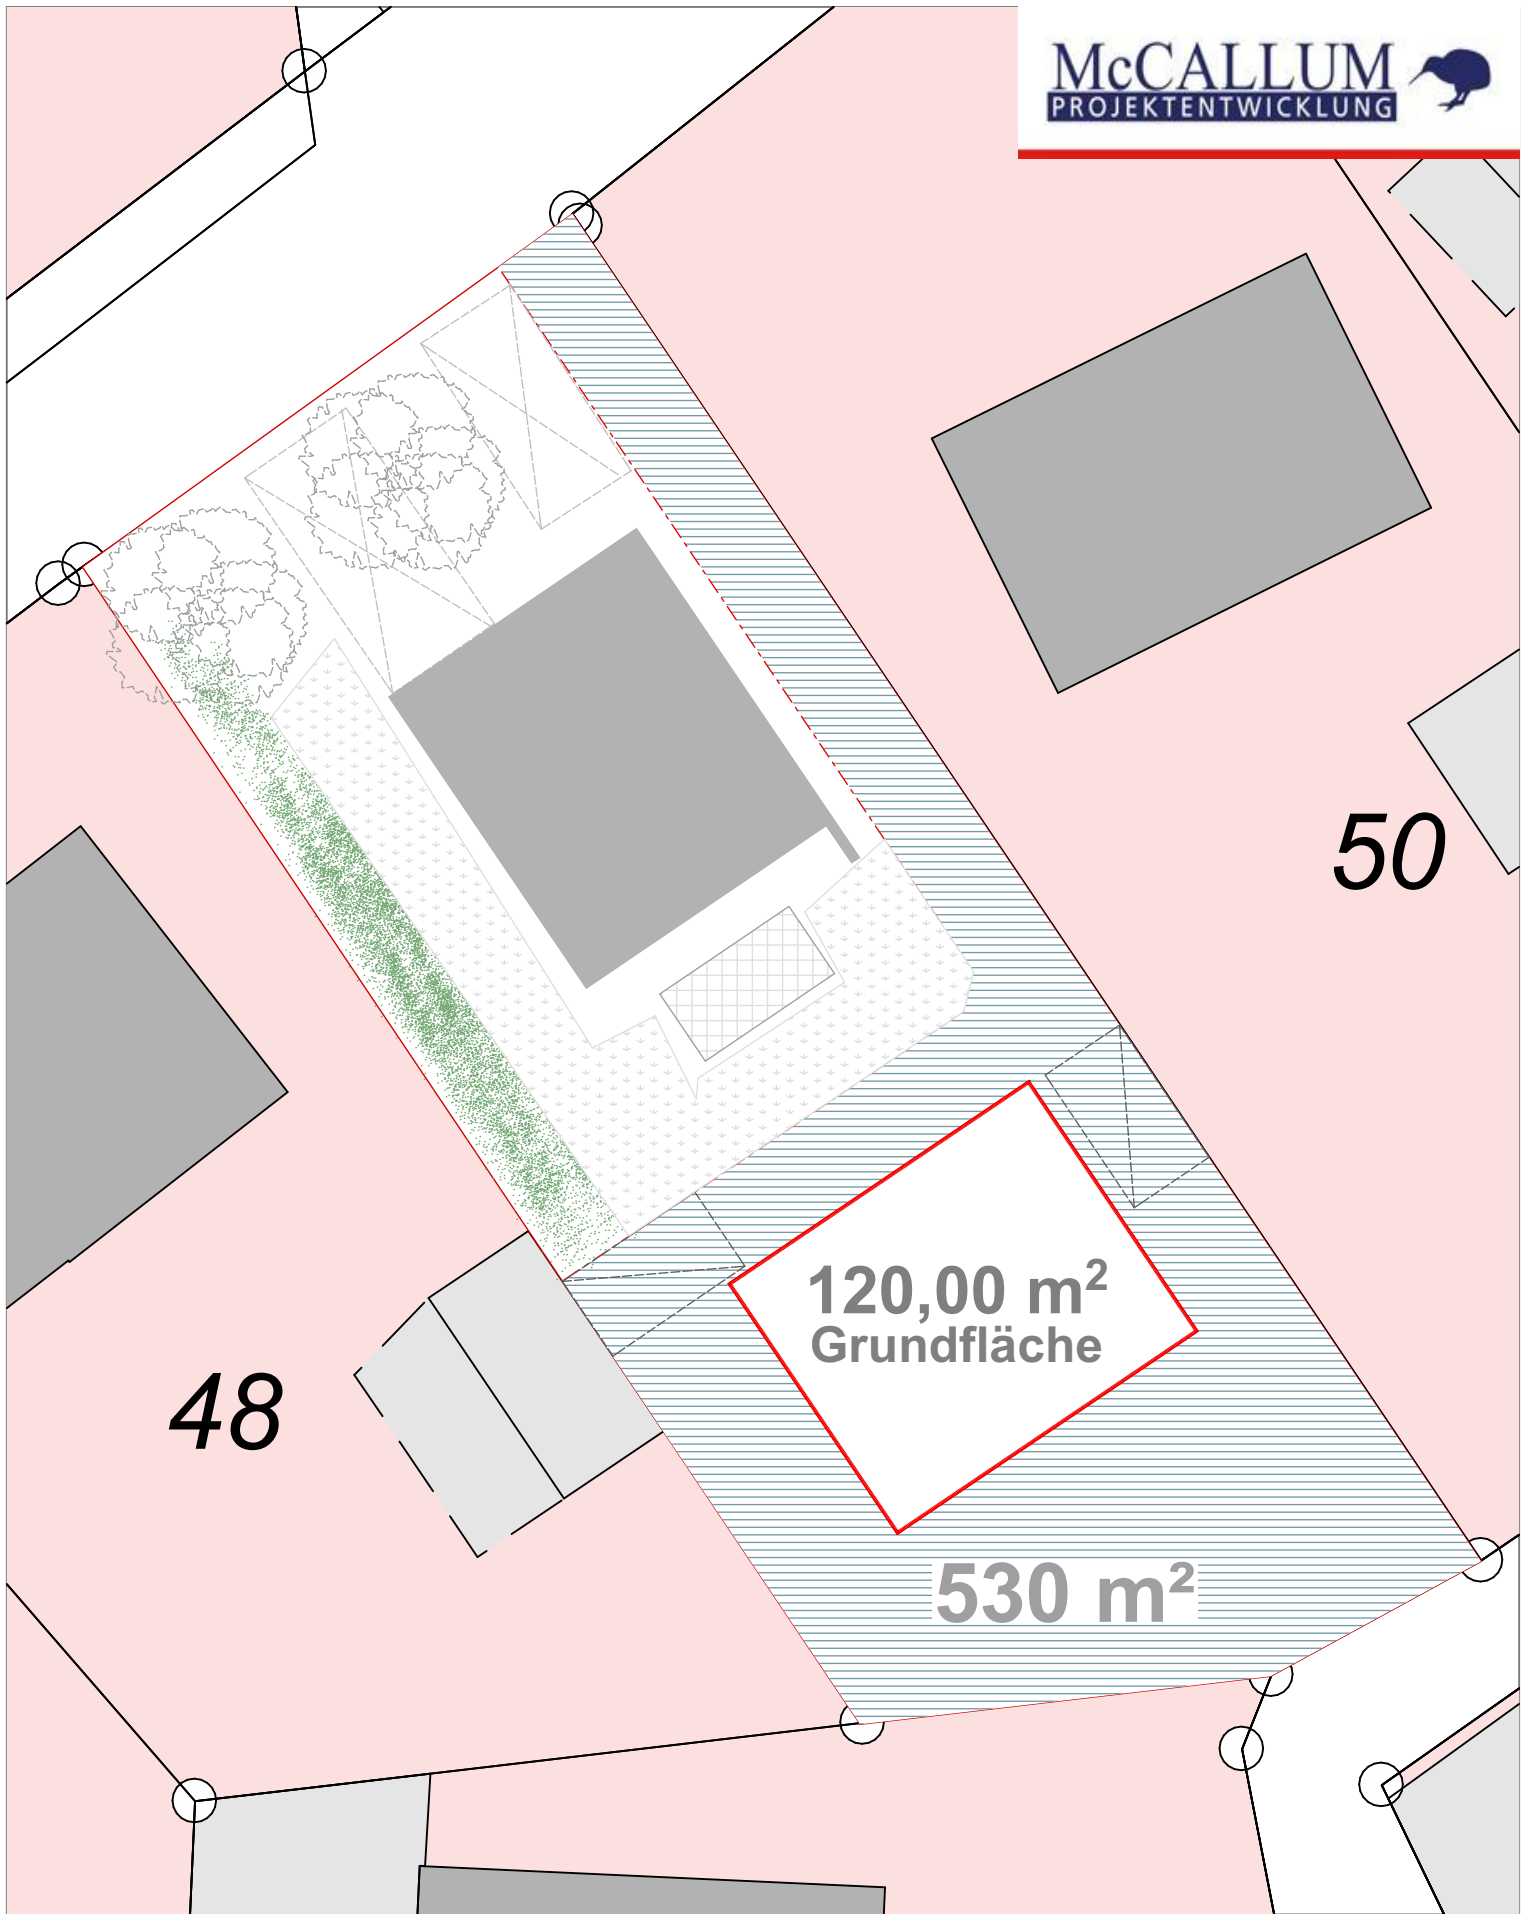 McCALLUM
PROJEKTENTWICKLUNG
50
120,00 m²
Grundfläche
48
530 m²